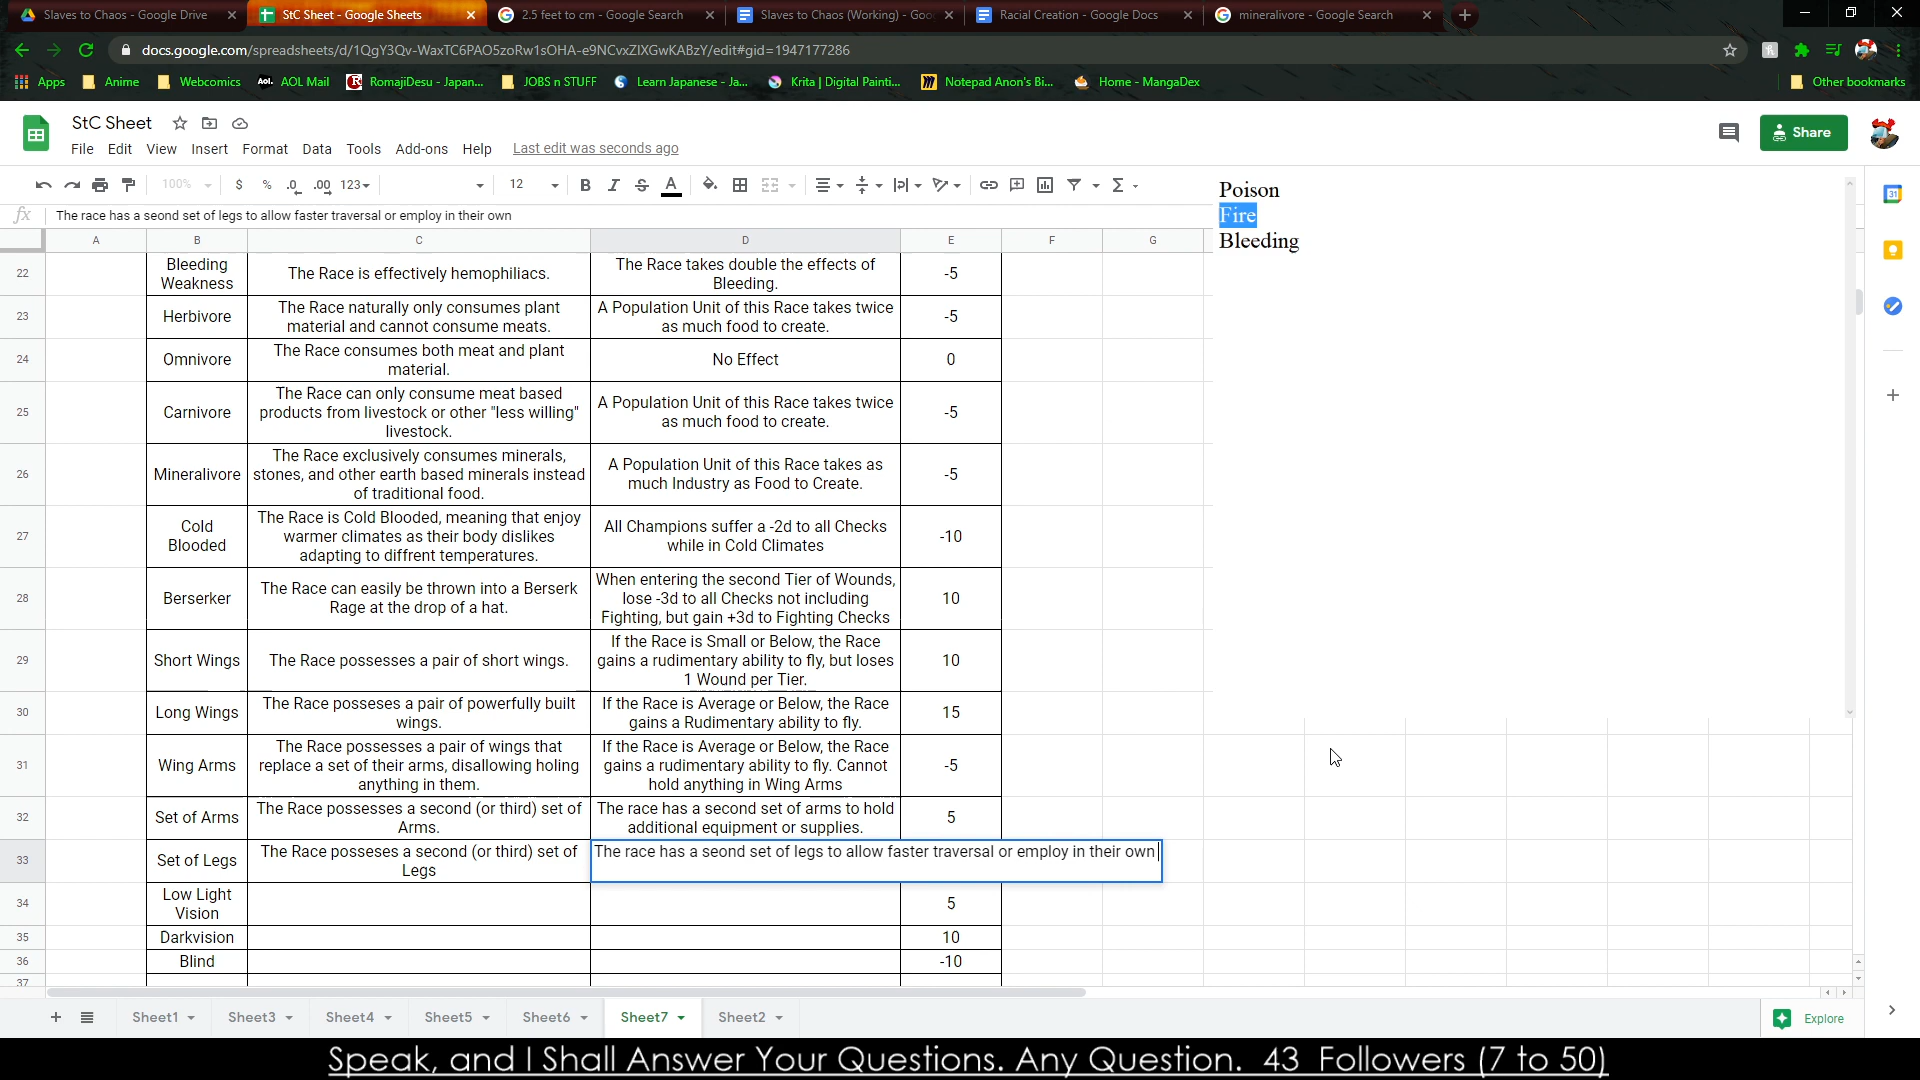 Slaves to Chaos - Google Drive
StC Sheet - Google Sheets
2.5 feet to cm - Google Search
Slaves to Chaos (Working) - Goo
Racial Creation - Google Docs
mineralivore - Google Search
docs.google.com/spreadsheets/d/1QgY3Qv-WaxTC6PAO5zoRw1sOHA-e9NCvxZIXGwKABzY/edit#gid=1947177286
Apps
Anime
Webcomics
Aol.
AOL Mail
RomajiDesu - Japan...
JOBS n STUFF
Learn Japanese - Ja...
Krita | Digital Painti...
Notepad Anon's Bi...
Home - MangaDex
Other bookmarks
StC Sheet
Share
File Edit View Insert Format Data Tools Add-ons Help Last edit was seconds ago
100% $ % .0 .00 123 12 B I S A
31
Poison
Fire
Bleeding
fx The race has a seond set of legs to allow faster traversal or employ in their own
A B C D E F G
22
Bleeding
Weakness
The Race is effectively hemophiliacs.
The Race takes double the effects of
Bleeding.
-5
23
Herbivore
The Race naturally only consumes plant
material and cannot consume meats.
A Population Unit of this Race takes twice
as much food to create.
-5
24
Omnivore
The Race consumes both meat and plant
material.
No Effect
0
25
Carnivore
The Race can only consume meat based
products from livestock or other "less willing"
livestock.
A Population Unit of this Race takes twice
as much food to create.
-5
26
Mineralivore
The Race exclusively consumes minerals,
stones, and other earth based minerals instead
of traditional food.
A Population Unit of this Race takes as
much Industry as Food to Create.
-5
27
Cold
Blooded
The Race is Cold Blooded, meaning that enjoy
warmer climates as their body dislikes
adapting to diffrent temperatures.
All Champions suffer a -2d to all Checks
while in Cold Climates
-10
28
Berserker
The Race can easily be thrown into a Berserk
Rage at the drop of a hat.
When entering the second Tier of Wounds,
lose -3d to all Checks not including
Fighting, but gain +3d to Fighting Checks
10
29
Short Wings
The Race possesses a pair of short wings.
If the Race is Small or Below, the Race
gains a rudimentary ability to fly, but loses
1 Wound per Tier.
10
30
Long Wings
The Race posseses a pair of powerfully built
wings.
If the Race is Average or Below, the Race
gains a Rudimentary ability to fly.
15
31
Wing Arms
The Race possesses a pair of wings that
replace a set of their arms, disallowing holing
anything in them.
If the Race is Average or Below, the Race
gains a rudimentary ability to fly. Cannot
hold anything in Wing Arms
-5
32
Set of Arms
The Race possesses a second (or third) set of
Arms.
The race has a second set of arms to hold
additional equipment or supplies.
5
33
Set of Legs
The Race posseses a second (or third) set of
Legs
The race has a seond set of legs to allow faster traversal or employ in their own
34
Low Light
Vision
5
35
Darkvision
10
36
Blind
-10
37
Sheet1 Sheet3 Sheet4 Sheet5 Sheet6 Sheet7 Sheet2
Explore
Speak, and I Shall Answer Your Questions. Any Question. 43 Followers (7 to 50)